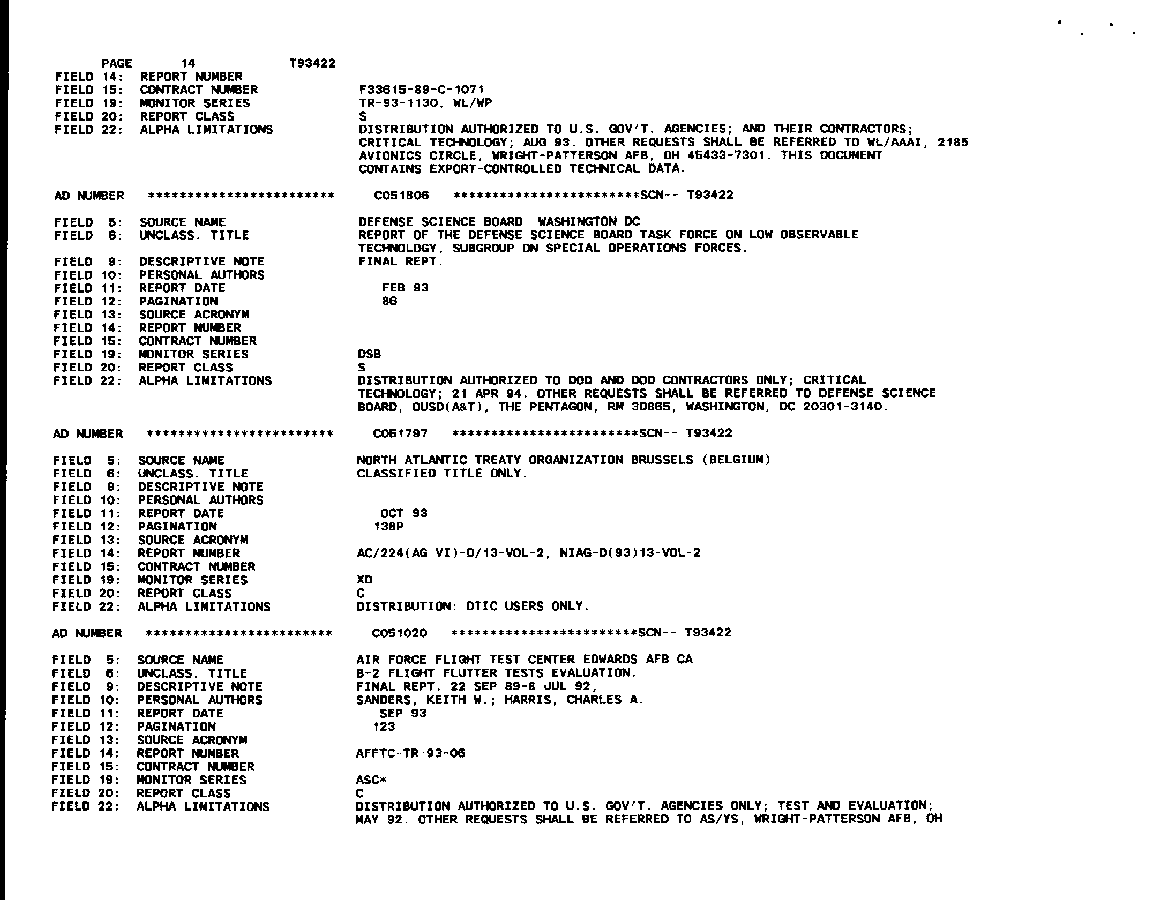 PAGE 14 T93422
FIELD 14: REPORT NUMBER
FIELD 15: CONTRACT NUMBER F33615-89-C-1071
FIELD 19: MONITOR SERIES TR-93-1130, WL/WP
FIELD 20: REPORT CLASS S
FIELD 22: ALPHA LIMITATIONS DISTRIBUTION AUTHORIZED TO U.S. GOV'T. AGENCIES; AND THEIR CONTRACTORS;
CRITICAL TECHNOLOGY; AUG 93. OTHER REQUESTS SHALL BE REFERRED TO WL/AAAI, 2185
AVIONICS CIRCLE, WRIGHT-PATTERSON AFB, OH 45433-7301. THIS DOCUMENT
CONTAINS EXPORT-CONTROLLED TECHNICAL DATA.
AD NUMBER *********************** C051806 ***********************SCN-- T93422
FIELD 5: SOURCE NAME DEFENSE SCIENCE BOARD WASHINGTON DC
FIELD 6: UNCLASS. TITLE REPORT OF THE DEFENSE SCIENCE BOARD TASK FORCE ON LOW OBSERVABLE
TECHNOLOGY, SUBGROUP ON SPECIAL OPERATIONS FORCES.
FIELD 9: DESCRIPTIVE NOTE FINAL REPT.
FIELD 10: PERSONAL AUTHORS
FIELD 11: REPORT DATE FEB 93
FIELD 12: PAGINATION 86
FIELD 13: SOURCE ACRONYM
FIELD 14: REPORT NUMBER
FIELD 15: CONTRACT NUMBER
FIELD 19: MONITOR SERIES DSB
FIELD 20: REPORT CLASS S
FIELD 22: ALPHA LIMITATIONS DISTRIBUTION AUTHORIZED TO DOD AND DOD CONTRACTORS ONLY; CRITICAL
TECHNOLOGY; 21 APR 94. OTHER REQUESTS SHALL BE REFERRED TO DEFENSE SCIENCE
BOARD, OUSD(A&T), THE PENTAGON, RM 3D865, WASHINGTON, DC 20301-3140.
AD NUMBER *********************** C051797 ***********************SCN-- T93422
FIELD 5: SOURCE NAME NORTH ATLANTIC TREATY ORGANIZATION BRUSSELS (BELGIUM)
FIELD 6: UNCLASS. TITLE CLASSIFIED TITLE ONLY.
FIELD 9: DESCRIPTIVE NOTE
FIELD 10: PERSONAL AUTHORS
FIELD 11: REPORT DATE OCT 93
FIELD 12: PAGINATION 138P
FIELD 13: SOURCE ACRONYM
FIELD 14: REPORT NUMBER AC/224(AG VI)-D/13-VOL-2, NIAG-D(93)13-VOL-2
FIELD 15: CONTRACT NUMBER
FIELD 19: MONITOR SERIES XD
FIELD 20: REPORT CLASS C
FIELD 22: ALPHA LIMITATIONS DISTRIBUTION: DTIC USERS ONLY.
AD NUMBER *********************** C051020 ***********************SCN-- T93422
FIELD 5: SOURCE NAME AIR FORCE FLIGHT TEST CENTER EDWARDS AFB CA
FIELD 6: UNCLASS. TITLE B-2 FLIGHT FLUTTER TESTS EVALUATION.
FIELD 9: DESCRIPTIVE NOTE FINAL REPT. 22 SEP 89-6 JUL 92,
FIELD 10: PERSONAL AUTHORS SANDERS, KEITH W.; HARRIS, CHARLES A.
FIELD 11: REPORT DATE SEP 93
FIELD 12: PAGINATION 123
FIELD 13: SOURCE ACRONYM
FIELD 14: REPORT NUMBER AFFTC-TR-93-06
FIELD 15: CONTRACT NUMBER
FIELD 19: MONITOR SERIES ASC*
FIELD 20: REPORT CLASS C
FIELD 22: ALPHA LIMITATIONS DISTRIBUTION AUTHORIZED TO U.S. GOV'T. AGENCIES ONLY; TEST AND EVALUATION;
MAY 92. OTHER REQUESTS SHALL BE REFERRED TO AS/YS, WRIGHT-PATTERSON AFB, OH